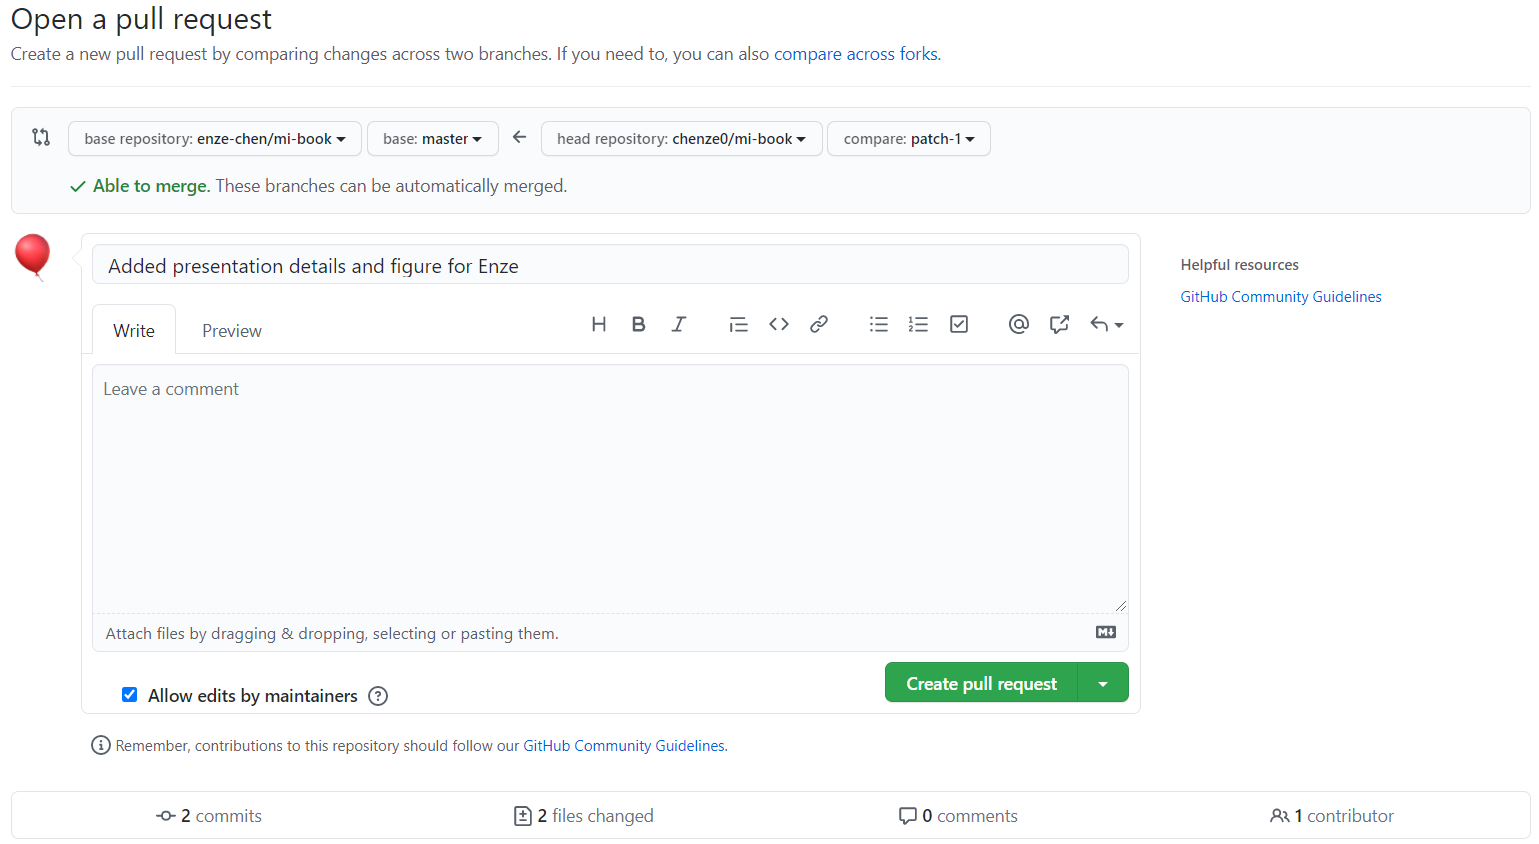 Open a pull request
Create a new pull request by comparing changes across two branches. If you need to, you can also compare across forks.
base repository: enze-chen/mi-book base: master head repository: chenze0/mi-book compare: patch-1
Able to merge. These branches can be automatically merged.
Added presentation details and figure for Enze
Helpful resources
GitHub Community Guidelines
Write Preview
Leave a comment
Attach files by dragging & dropping, selecting or pasting them.
Allow edits by maintainers
Create pull request
Remember, contributions to this repository should follow our GitHub Community Guidelines.
2 commits 2 files changed 0 comments 1 contributor